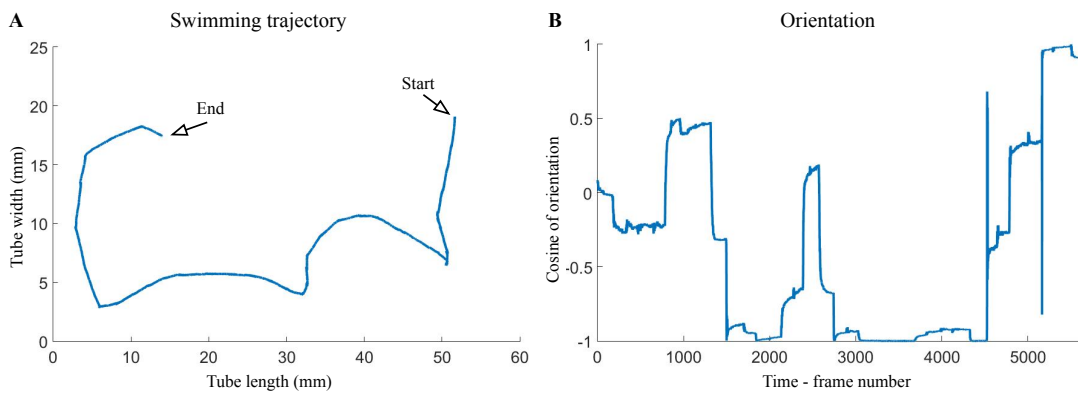 A
Swimming trajectory
25
20
15
10
5
0
0 10 20 30 40 50 60
Tube width (mm)
Tube length (mm)
Start
End
B
Orientation
1
0.5
0
-0.5
-1
0 1000 2000 3000 4000 5000
Cosine of orientation
Time - frame number